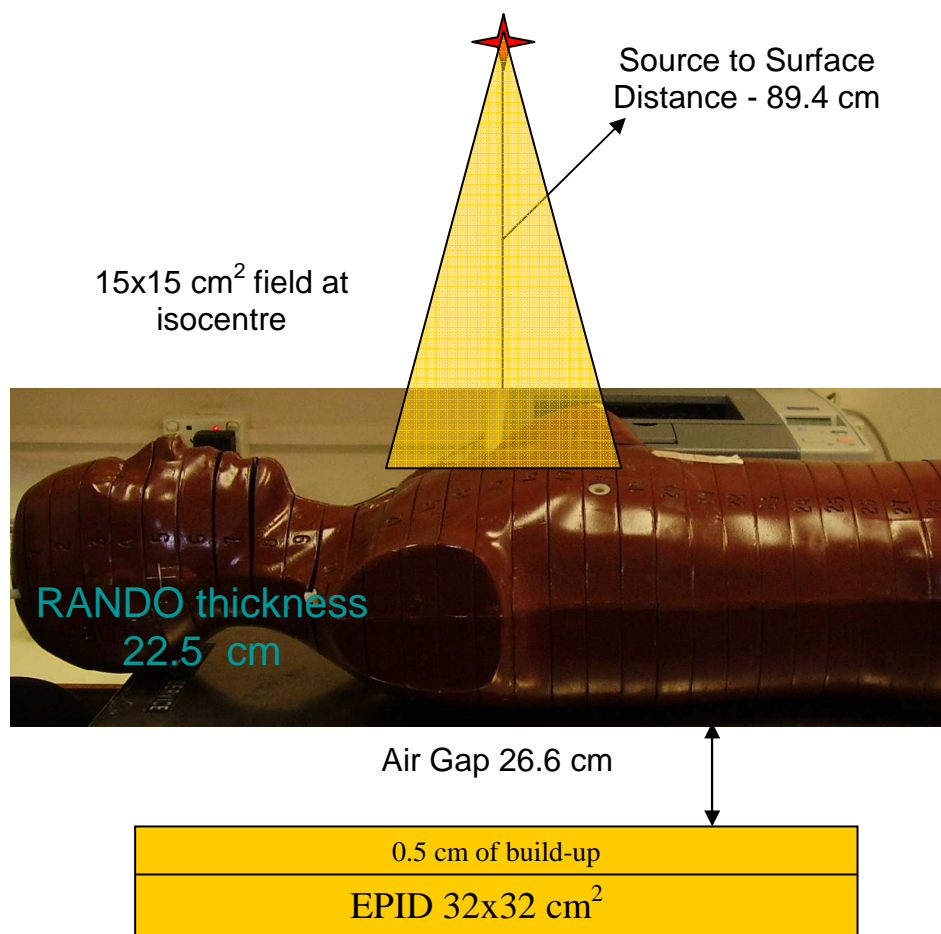 Source to Surface
Distance - 89.4 cm
15x15 cm² field at
isocentre
RANDO thickness
22.5 cm
Air Gap 26.6 cm
0.5 cm of build-up
EPID 32x32 cm²